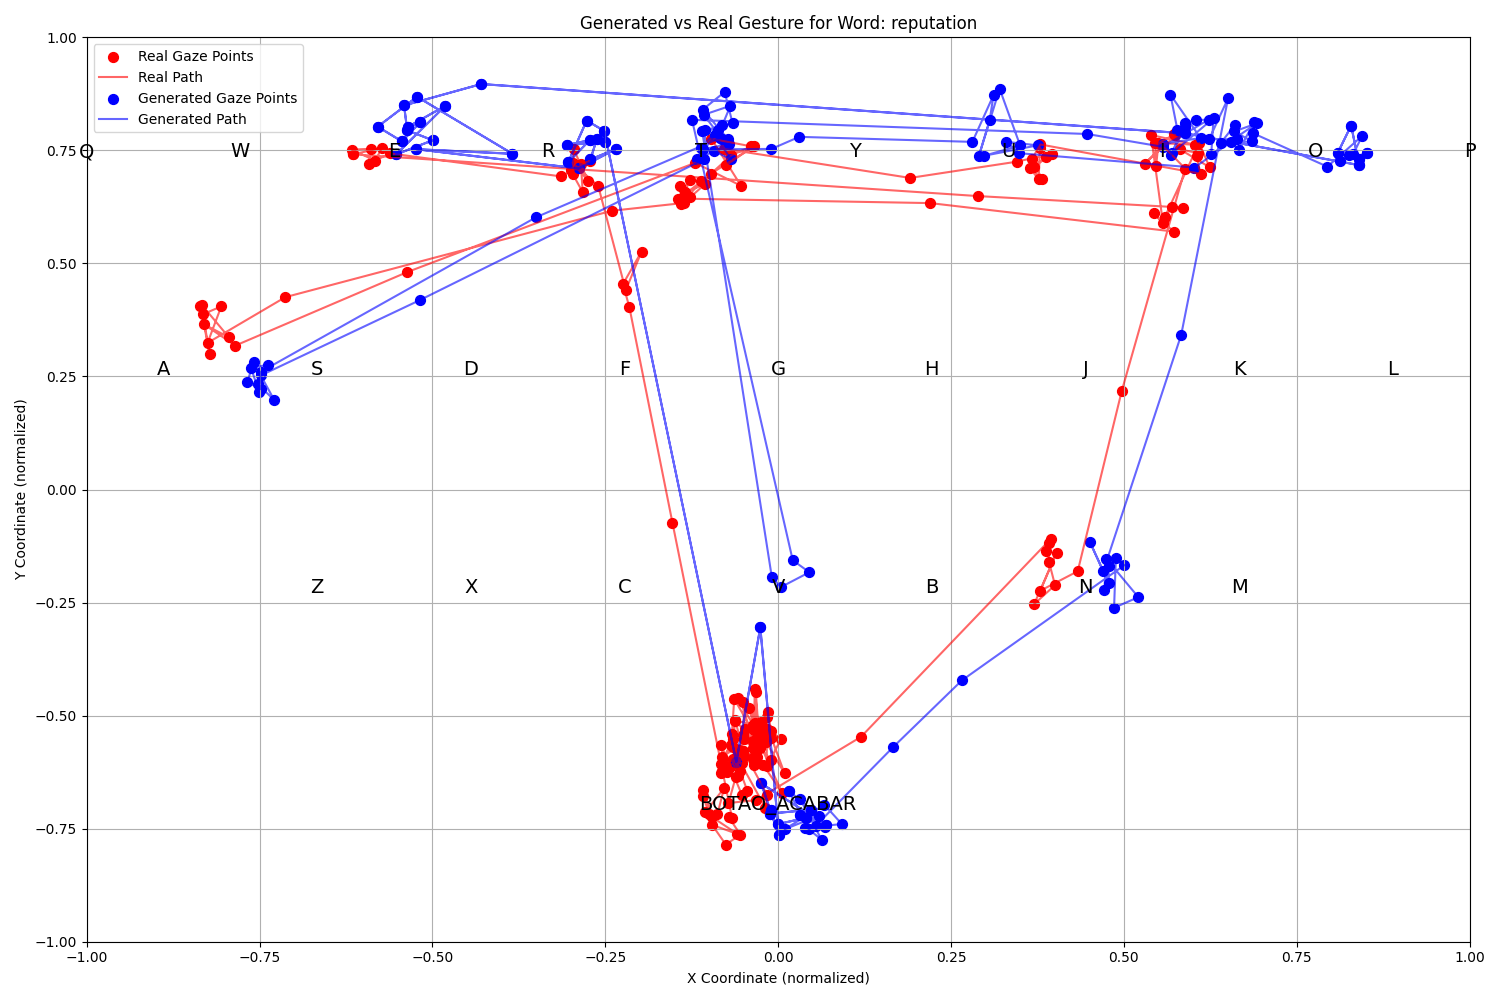 Generated vs Real Gesture for Word: reputation
1.00
Real Gaze Points
Real Path
Generated Gaze Points
Generated Path
0.75
Q W E R T Y U I O P
0.50
0.25
A S D F G H J K L
Y Coordinate (normalized)
0.00
−0.25
Z X C V B N M
−0.50
−0.75
BOTAO_ACABAR
−1.00
−1.00 −0.75 −0.50 −0.25 0.00 0.25 0.50 0.75 1.00
X Coordinate (normalized)